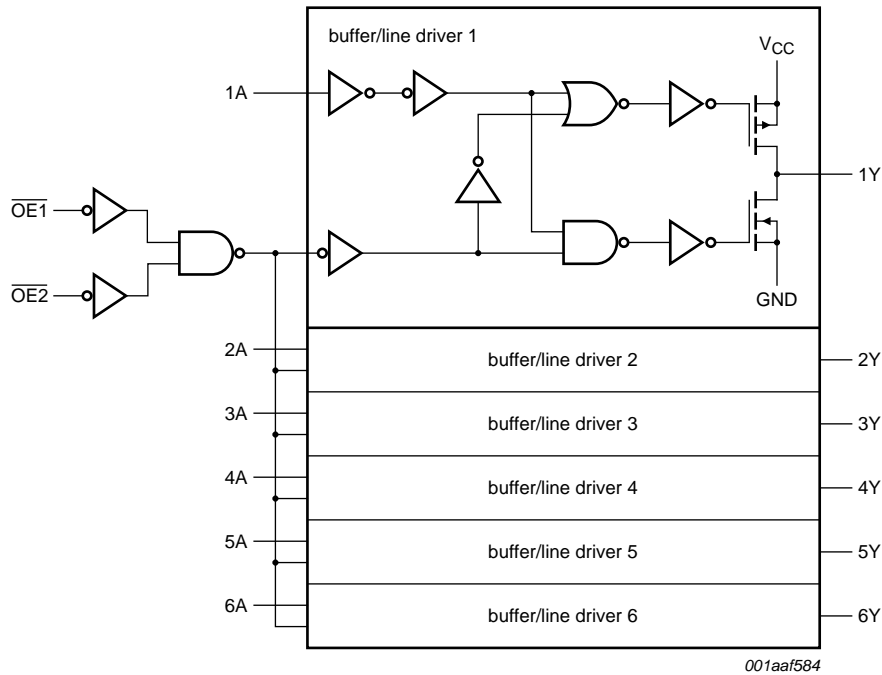 buffer/line driver 1
VCC
1A
1Y
OE1
OE2
GND
2A
buffer/line driver 2
2Y
3A
buffer/line driver 3
3Y
4A
buffer/line driver 4
4Y
5A
buffer/line driver 5
5Y
6A
buffer/line driver 6
6Y
001aaf584